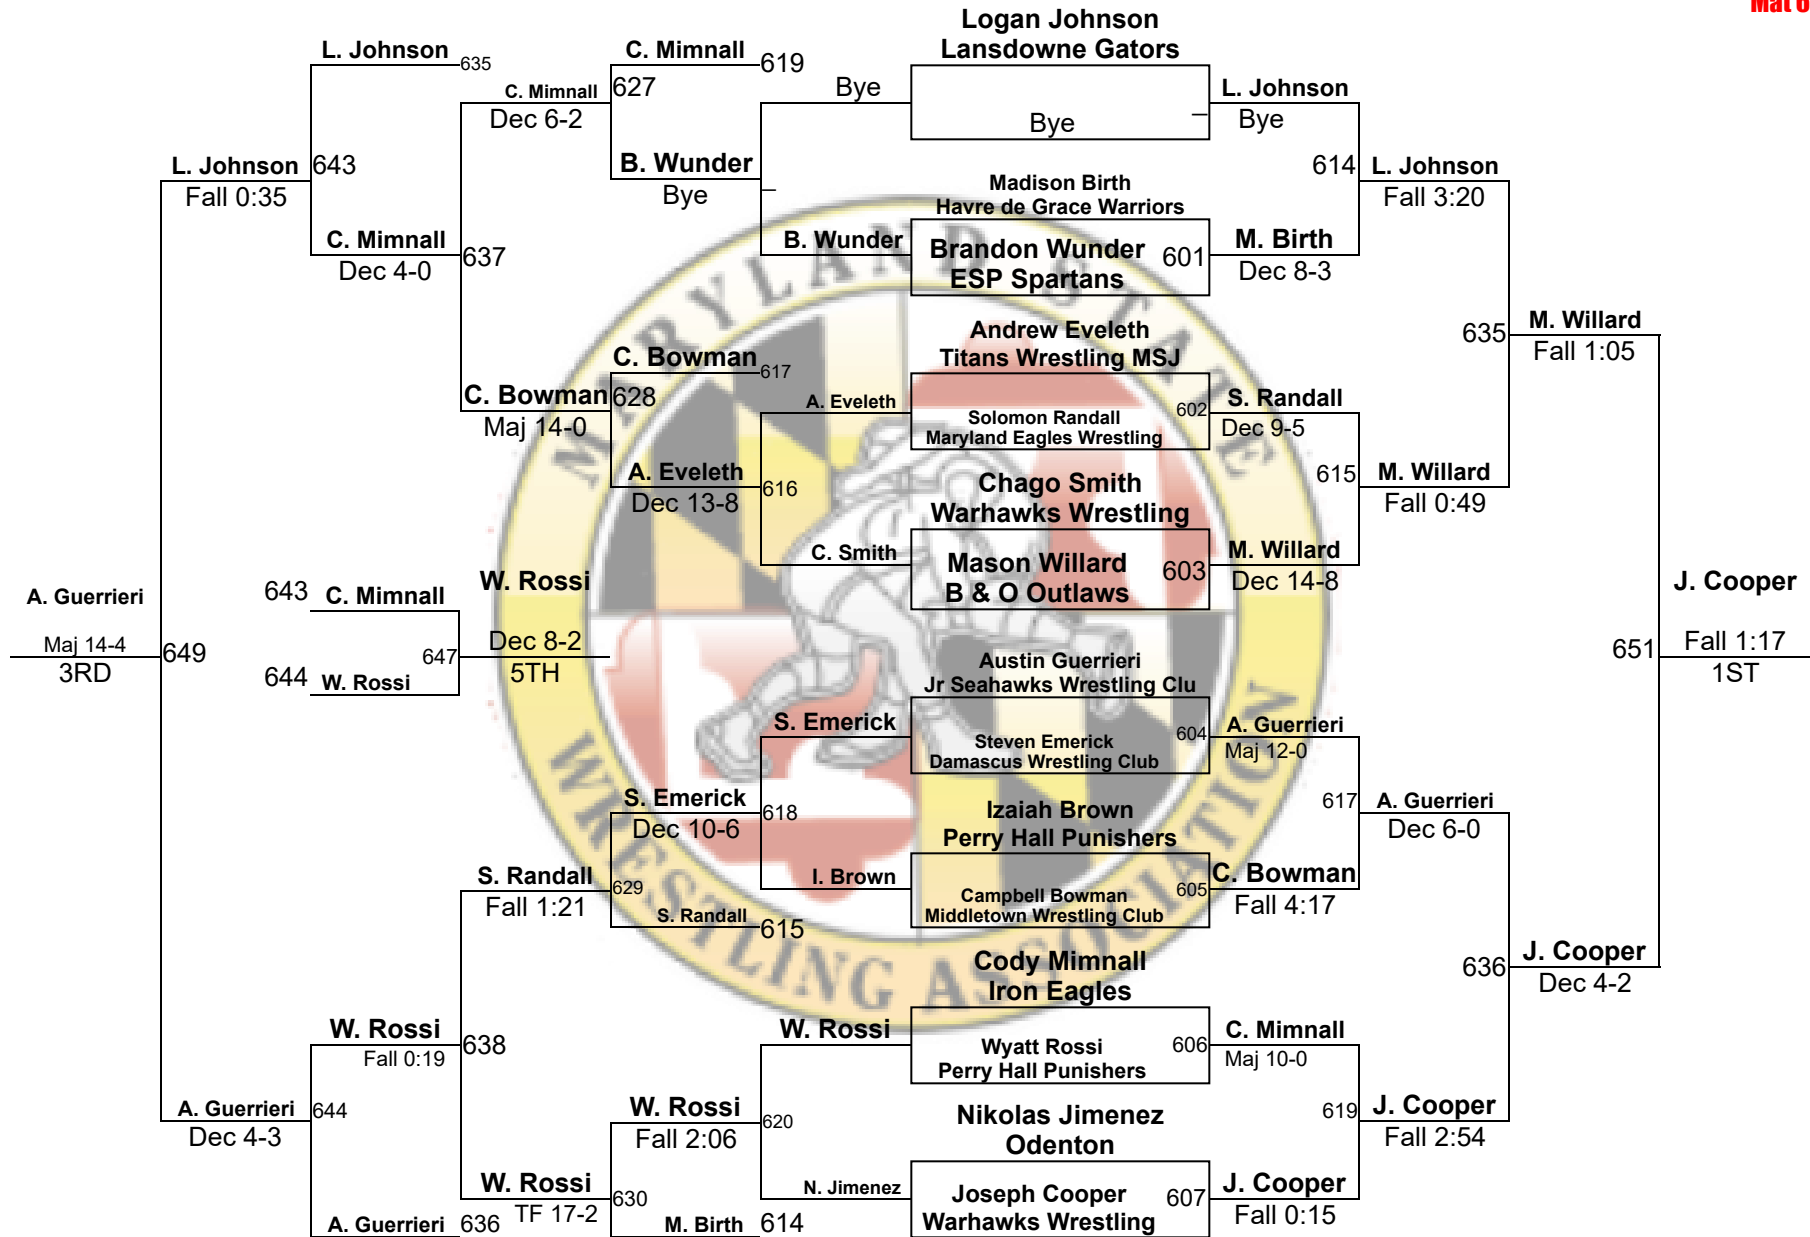 Mat 6
Logan Johnson
Lansdowne Gators
L. Johnson
635
C. Mimnall
619
C. Mimnall
627
Dec 6-2
Bye
Bye
L. Johnson
Bye
L. Johnson
643
Fall 0:35
B. Wunder
Bye
614
L. Johnson
Fall 3:20
Madison Birth
Havre de Grace Warriors
C. Mimnall
637
Dec 4-0
B. Wunder
Brandon Wunder
ESP Spartans
601
M. Birth
Dec 8-3
Andrew Eveleth
Titans Wrestling MSJ
635
M. Willard
Fall 1:05
C. Bowman
617
C. Bowman
628
Maj 14-0
A. Eveleth
Solomon Randall
Maryland Eagles Wrestling
602
S. Randall
Dec 9-5
A. Eveleth
616
Dec 13-8
Chago Smith
Warhawks Wrestling
615
M. Willard
Fall 0:49
C. Smith
Mason Willard
B & O Outlaws
603
M. Willard
Dec 14-8
A. Guerrieri
Maj 14-4
649
3RD
643
C. Mimnall
644
W. Rossi
647
W. Rossi
Dec 8-2
5TH
J. Cooper
651
Fall 1:17
1ST
Austin Guerrieri
Jr Seahawks Wrestling Clu
S. Emerick
Steven Emerick
Damascus Wrestling Club
604
A. Guerrieri
Maj 12-0
S. Emerick
618
Dec 10-6
Izaiah Brown
Perry Hall Punishers
617
A. Guerrieri
Dec 6-0
S. Randall
629
Fall 1:21
I. Brown
Campbell Bowman
Middletown Wrestling Club
605
C. Bowman
Fall 4:17
S. Randall
615
Cody Mimnall
Iron Eagles
636
J. Cooper
Dec 4-2
W. Rossi
638
Fall 0:19
W. Rossi
Wyatt Rossi
Perry Hall Punishers
606
C. Mimnall
Maj 10-0
A. Guerrieri
644
Dec 4-3
W. Rossi
620
Fall 2:06
Nikolas Jimenez
Odenton
619
J. Cooper
Fall 2:54
W. Rossi
630
TF 17-2
N. Jimenez
Joseph Cooper
Warhawks Wrestling
607
J. Cooper
Fall 0:15
A. Guerrieri
636
M. Birth
614
MARYLAND STATE
WRESTLING ASSOCIATION